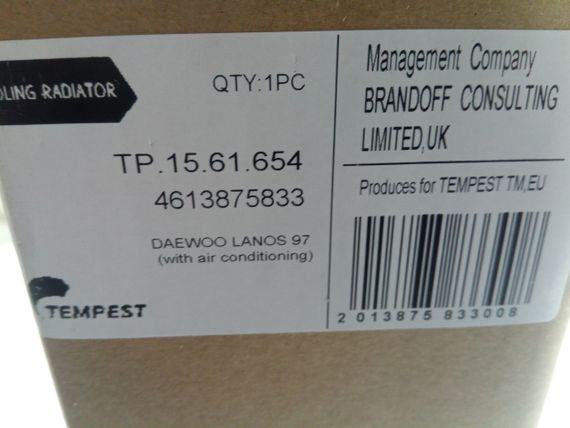 LING RADIATOR
QTY:1PC
TP.15.61.654
4613875833
DAEWOO LANOS 97
(with air conditioning)
TEMPEST
Management Company
BRANDOFF CONSULTING
LIMITED,UK
Produces for TEMPEST TM,EU
2 013875 833008